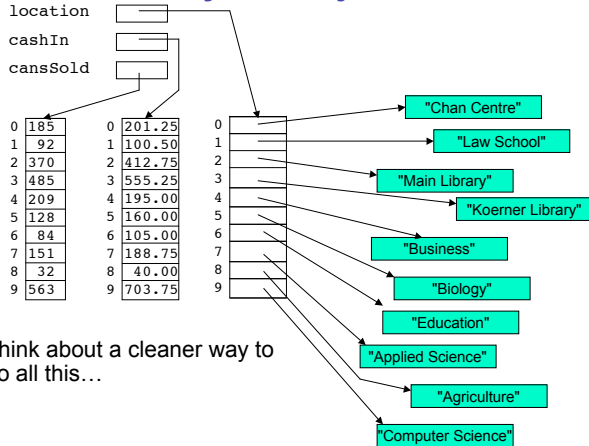 location
cashIn
cansSold
0 185
1 92
2 370
3 485
4 209
5 128
6 84
7 151
8 32
9 563
0 201.25
1 100.50
2 412.75
3 555.25
4 195.00
5 160.00
6 105.00
7 188.75
8 40.00
9 703.75
0
1
2
3
4
5
6
7
8
9
"Chan Centre"
"Law School"
"Main Library"
"Koerner Library"
"Business"
"Biology"
"Education"
"Applied Science"
"Agriculture"
"Computer Science"
hink about a cleaner way to
o all this…